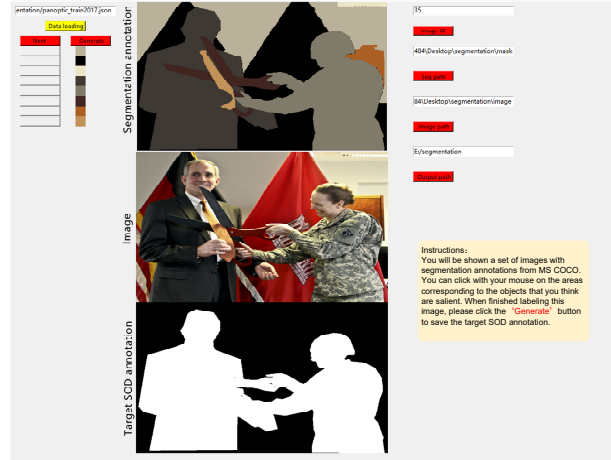 entation/panoptic_train2017.json
Data loading
Next
Generate
Segmentation annotation
Image
Target SOD annotation
35
Image id
484\Desktop\segmentation\mask
seg path
84\Desktop\segmentation\image
Image path
E:/segmentation
Output path
Instructions:
You will be shown a set of images with
segmentation annotations from MS COCO.
You can click with your mouse on the areas
corresponding to the objects that you think
are salient. When finished labeling this
image, please click the “Generate” button
to save the target SOD annotation.